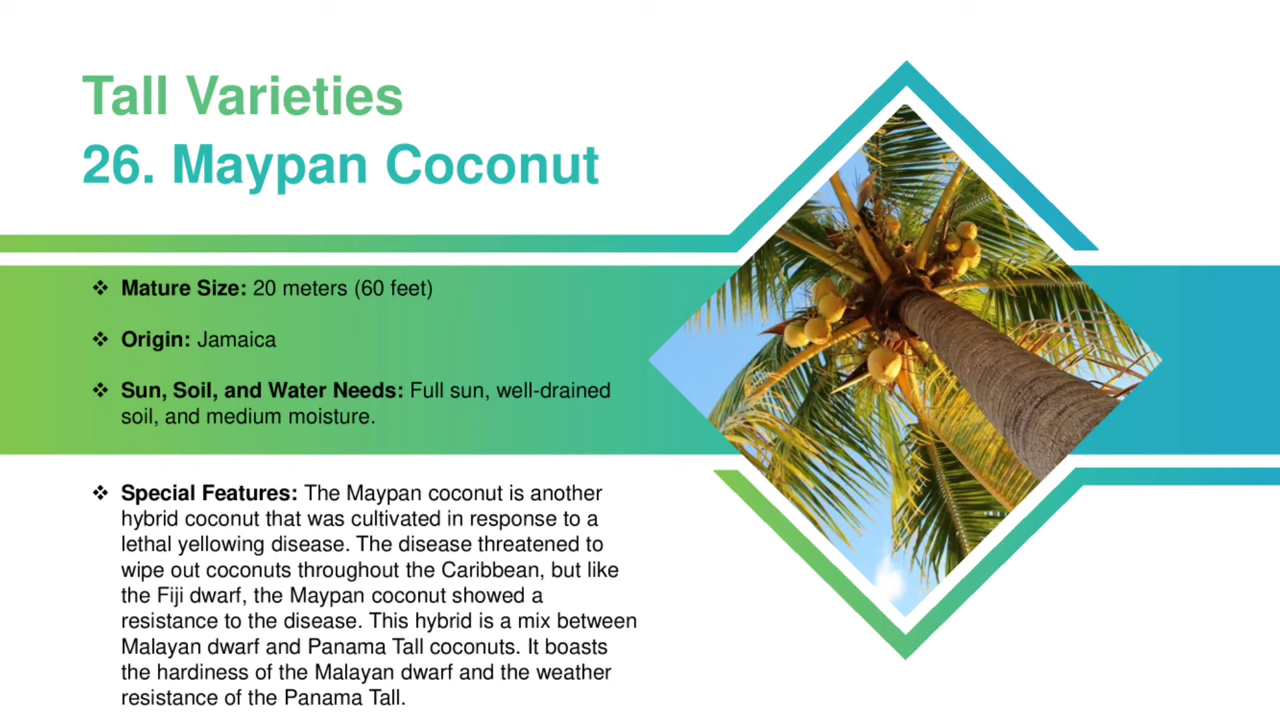 Tall Varieties
26. Maypan Coconut
❖ Mature Size: 20 meters (60 feet)
❖ Origin: Jamaica
❖ Sun, Soil, and Water Needs: Full sun, well-drained
soil, and medium moisture.
❖ Special Features: The Maypan coconut is another
hybrid coconut that was cultivated in response to a
lethal yellowing disease. The disease threatened to
wipe out coconuts throughout the Caribbean, but like
the Fiji dwarf, the Maypan coconut showed a
resistance to the disease. This hybrid is a mix between
Malayan dwarf and Panama Tall coconuts. It boasts
the hardiness of the Malayan dwarf and the weather
resistance of the Panama Tall.